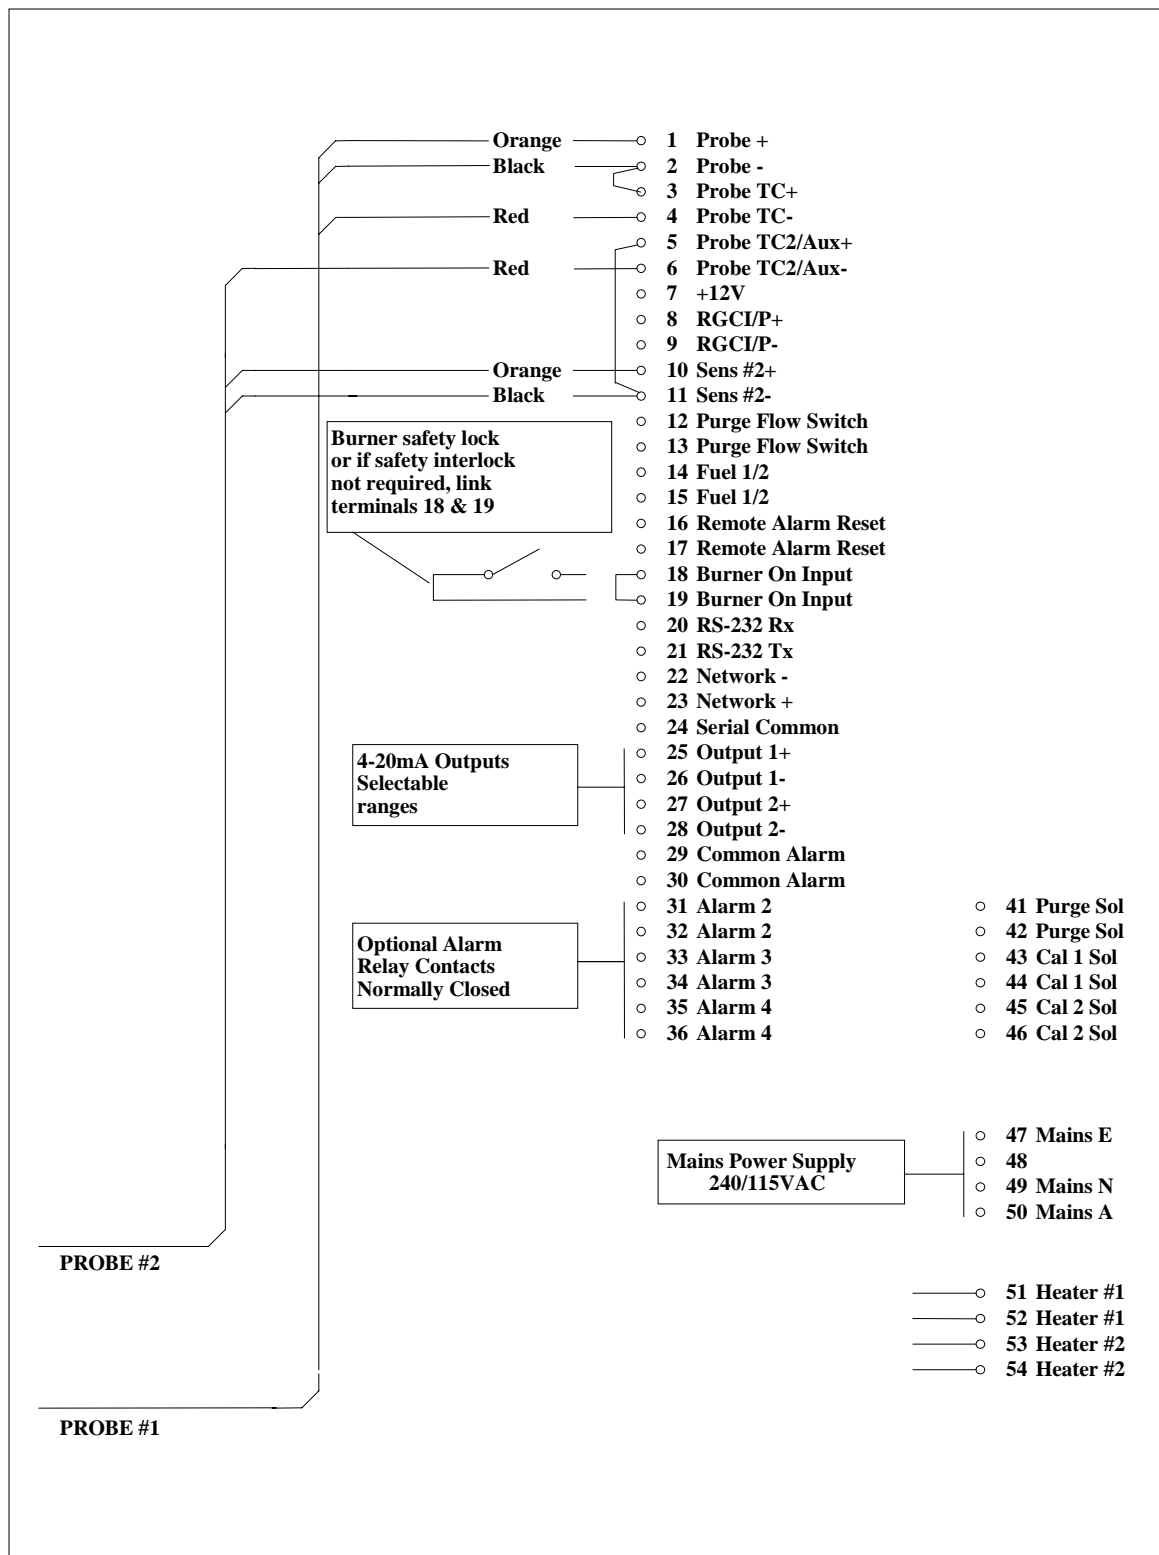 Orange 1 Probe +
Black 2 Probe -
3 Probe TC+
Red 4 Probe TC-
5 Probe TC2/Aux+
Red 6 Probe TC2/Aux-
7 +12V
8 RGCI/P+
9 RGCI/P-
Orange 10 Sens #2+
Black 11 Sens #2-
12 Purge Flow Switch
13 Purge Flow Switch
14 Fuel 1/2
15 Fuel 1/2
16 Remote Alarm Reset
17 Remote Alarm Reset
18 Burner On Input
19 Burner On Input
20 RS-232 Rx
21 RS-232 Tx
22 Network -
23 Network +
24 Serial Common
25 Output 1+
26 Output 1-
27 Output 2+
28 Output 2-
29 Common Alarm
30 Common Alarm
31 Alarm 2
32 Alarm 2
33 Alarm 3
34 Alarm 3
35 Alarm 4
36 Alarm 4
Burner safety lock
or if safety interlock
not required, link
terminals 18 & 19
4-20mA Outputs
Selectable
ranges
Optional Alarm
Relay Contacts
Normally Closed
41 Purge Sol
42 Purge Sol
43 Cal 1 Sol
44 Cal 1 Sol
45 Cal 2 Sol
46 Cal 2 Sol
Mains Power Supply
240/115VAC
47 Mains E
48
49 Mains N
50 Mains A
PROBE #2
51 Heater #1
52 Heater #1
53 Heater #2
54 Heater #2
PROBE #1